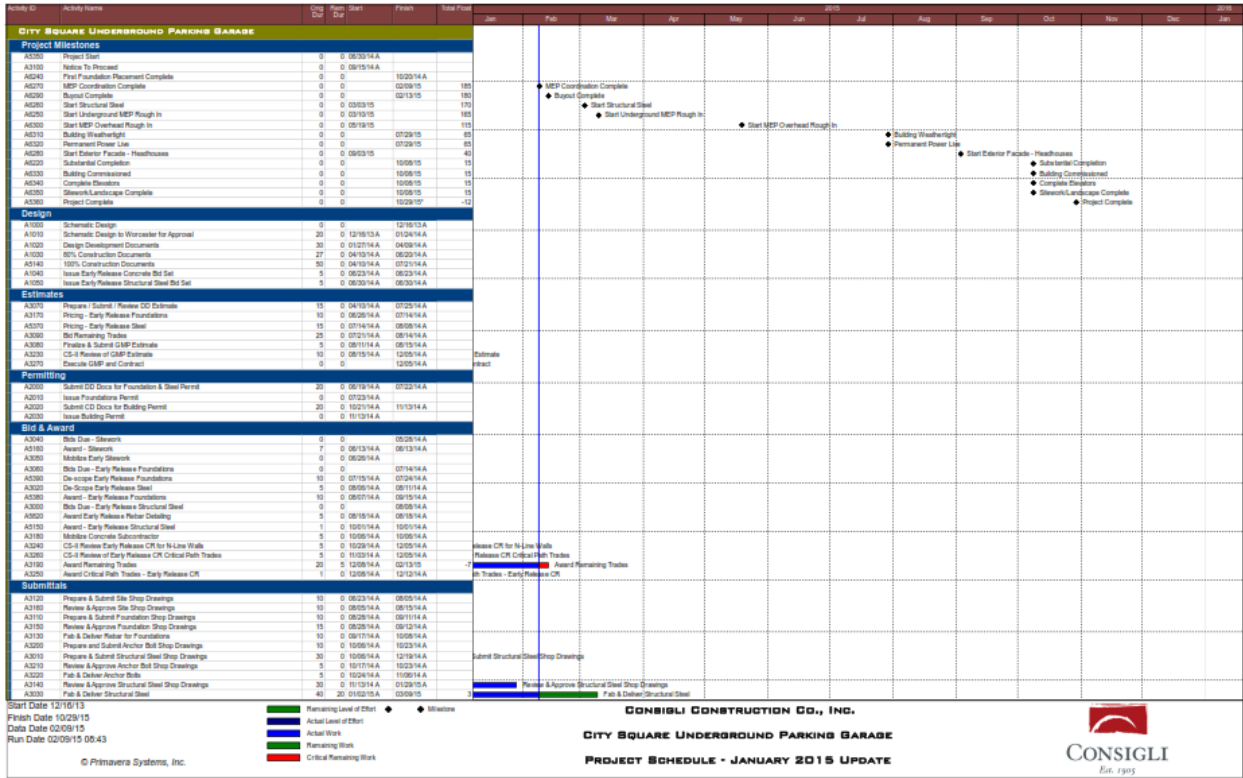 Activity ID Activity Name Orig Dur Rem Dur Start Finish Total Float 2015 2016
Jan Feb Mar Apr May Jun Jul Aug Sep Oct Nov Dec Jan
CITY SQUARE UNDERGROUND PARKING GARAGE
Project Milestones
A5350 Project Start 0 0 06/30/14 A
A3100 Notice To Proceed 0 0 09/15/14 A
A6240 First Foundation Placement Complete 0 0 10/20/14 A
A6270 MEP Coordination Complete 0 0 02/09/15 185 MEP Coordination Complete
A6290 Buyout Complete 0 0 02/13/15 180 Buyout Complete
A6260 Start Structural Steel 0 0 03/03/15 170 Start Structural Steel
A6250 Start Underground MEP Rough In 0 0 03/10/15 165 Start Underground MEP Rough In
A6300 Start MEP Overhead Rough In 0 0 05/19/15 115 Start MEP Overhead Rough In
A6310 Building Weathertight 0 0 07/29/15 65 Building Weathertight
A6320 Permanent Power Live 0 0 07/29/15 65 Permanent Power Live
A6280 Start Exterior Facade - Headhouses 0 0 09/03/15 40 Start Exterior Facade - Headhouses
A6220 Substantial Completion 0 0 10/08/15 15 Substantial Completion
A6330 Building Commissioned 0 0 10/08/15 15 Building Commissioned
A6340 Complete Elevators 0 0 10/08/15 15 Complete Elevators
A6350 Sitework/Landscape Complete 0 0 10/08/15 15 Sitework/Landscape Complete
A5360 Project Complete 0 0 10/29/15* -12 Project Complete
Design
A1000 Schematic Design 0 0 12/16/13 A
A1010 Schematic Design to Worcester for Approval 20 0 12/16/13 A 01/24/14 A
A1020 Design Development Documents 30 0 01/27/14 A 04/09/14 A
A1030 60% Construction Documents 27 0 04/10/14 A 06/20/14 A
A5140 100% Construction Documents 50 0 04/10/14 A 07/21/14 A
A1040 Issue Early Release Concrete Bid Set 5 0 06/23/14 A 06/23/14 A
A1050 Issue Early Release Structural Steel Bid Set 5 0 06/30/14 A 06/30/14 A
Estimates
A3070 Prepare / Submit / Review DD Estimate 15 0 04/10/14 A 07/25/14 A
A3170 Pricing - Early Release Foundations 10 0 06/26/14 A 07/14/14 A
A5370 Pricing - Early Release Steel 15 0 07/14/14 A 08/08/14 A
A3090 Bid Remaining Trades 25 0 07/21/14 A 08/14/14 A
A3080 Finalize & Submit GMP Estimate 5 0 08/11/14 A 08/15/14 A
A3230 CS-II Review of GMP Estimate 10 0 08/15/14 A 12/05/14 A Estimate
A3270 Execute GMP and Contract 0 0 12/05/14 A ntract
Permitting
A2000 Submit DD Docs for Foundation & Steel Permit 20 0 06/19/14 A 07/22/14 A
A2010 Issue Foundations Permit 0 0 07/23/14 A
A2020 Submit CD Docs for Building Permit 20 0 10/21/14 A 11/13/14 A
A2030 Issue Building Permit 0 0 11/13/14 A
Bid & Award
A3040 Bids Due - Sitework 0 0 05/28/14 A
A5160 Award - Sitework 7 0 06/13/14 A 06/13/14 A
A3050 Mobilize Early Sitework 0 0 06/26/14 A
A3060 Bids Due - Early Release Foundations 0 0 07/14/14 A
A5390 De-scope Early Release Foundations 10 0 07/15/14 A 07/24/14 A
A3020 De-Scope Early Release Steel 5 0 08/06/14 A 08/11/14 A
A5380 Award - Early Release Foundations 10 0 08/07/14 A 09/15/14 A
A3000 Bids Due - Early Release Structural Steel 0 0 08/08/14 A
A5820 Award Early Release Rebar Detailing 5 0 08/18/14 A 08/18/14 A
A5150 Award - Early Release Structural Steel 1 0 10/01/14 A 10/01/14 A
A3180 Mobilize Concrete Subcontractor 5 0 10/06/14 A 10/06/14 A
A3240 CS-II Review Early Release CR for N-Line Walls 5 0 10/29/14 A 12/05/14 A elease CR for N-Line Walls
A3260 CS-II Review of Early Release CR Critical Path Trades 5 0 11/03/14 A 12/05/14 A Release CR Critical Path Trades
A3190 Award Remaining Trades 20 5 12/08/14 A 02/13/15 -7 Award Remaining Trades
A3250 Award Critical Path Trades - Early Release CR 1 0 12/08/14 A 12/12/14 A th Trades - Early Release CR
Submittals
A3120 Prepare & Submit Site Shop Drawings 10 0 06/23/14 A 08/05/14 A
A3160 Review & Approve Site Shop Drawings 10 0 08/05/14 A 08/15/14 A
A3110 Prepare & Submit Foundation Shop Drawings 10 0 08/28/14 A 09/11/14 A
A3150 Review & Approve Foundation Shop Drawings 15 0 08/28/14 A 09/12/14 A
A3130 Fab & Deliver Rebar for Foundations 10 0 09/17/14 A 10/08/14 A
A3200 Prepare and Submit Anchor Bolt Shop Drawings 10 0 10/06/14 A 10/23/14 A
A3010 Prepare & Submit Structural Steel Shop Drawings 30 0 10/06/14 A 12/19/14 A Submit Structural Steel Shop Drawings
A3210 Review & Approve Anchor Bolt Shop Drawings 5 0 10/17/14 A 10/23/14 A
A3220 Fab & Deliver Anchor Bolts 5 0 10/24/14 A 11/06/14 A
A3140 Review & Approve Structural Steel Shop Drawings 30 0 11/13/14 A 01/29/15 A Review & Approve Structural Steel Shop Drawings
A3030 Fab & Deliver Structural Steel 40 20 01/02/15 A 03/09/15 3 Fab & Deliver Structural Steel
Start Date 12/16/13
Finish Date 10/29/15
Data Date 02/09/15
Run Date 02/09/15 08:43
© Primavera Systems, Inc.
Remaining Level of Effort Milestone
Actual Level of Effort
Actual Work
Remaining Work
Critical Remaining Work
CONSIGLI CONSTRUCTION CO., INC.
CITY SQUARE UNDERGROUND PARKING GARAGE
PROJECT SCHEDULE - JANUARY 2015 UPDATE
CONSIGLI
Est. 1905